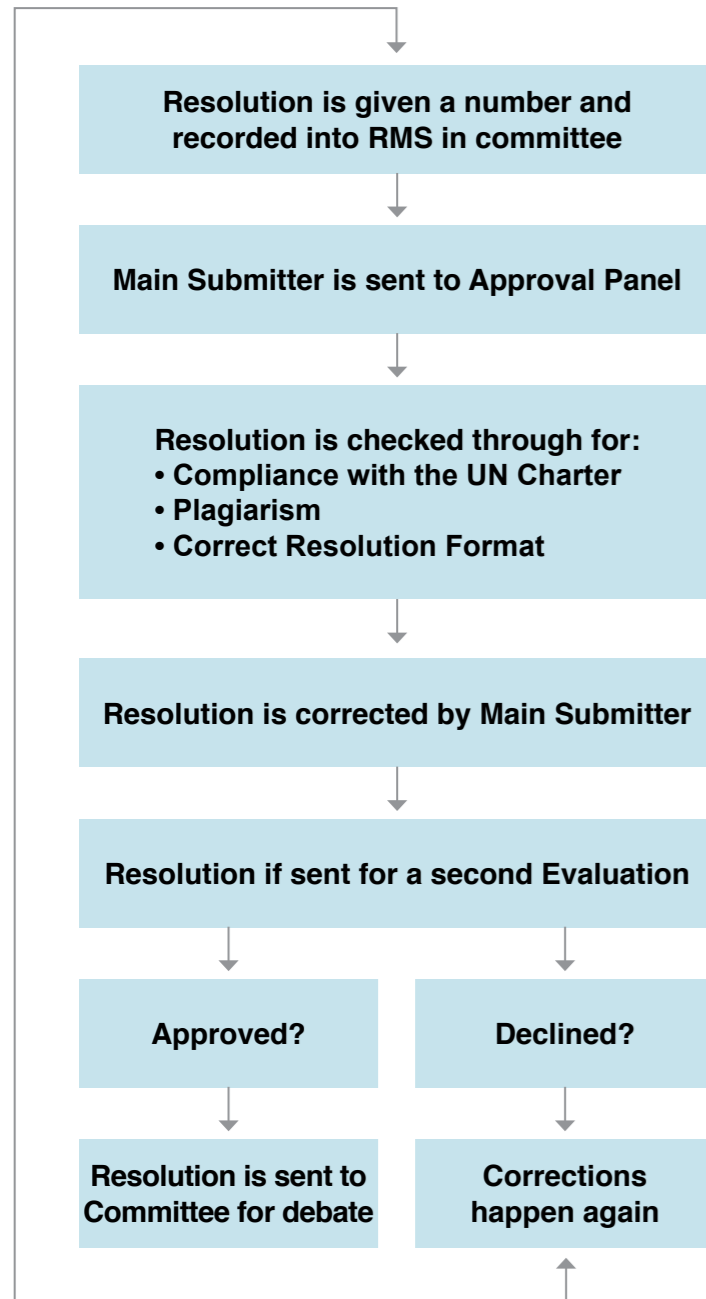 Resolution is given a number and
recorded into RMS in committee
Main Submitter is sent to Approval Panel
Resolution is checked through for:
• Compliance with the UN Charter
• Plagiarism
• Correct Resolution Format
Resolution is corrected by Main Submitter
Resolution if sent for a second Evaluation
Approved?
Declined?
Resolution is sent to
Committee for debate
Corrections
happen again